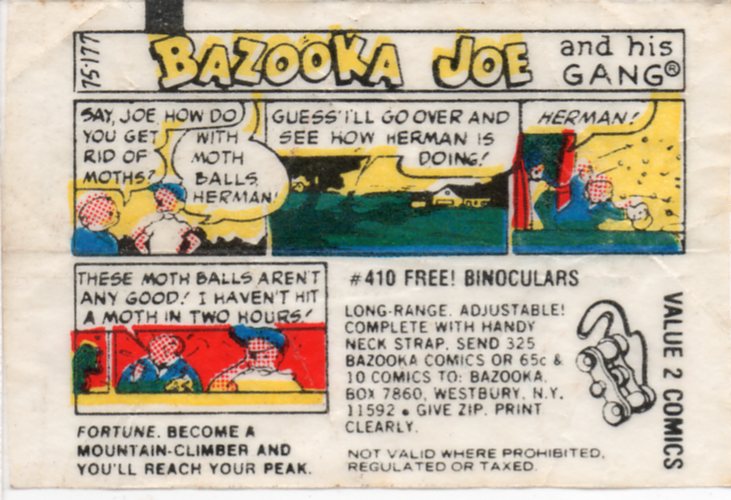 75-177
BAZOOKA JOE
and his
GANG®
SAY, JOE, HOW DO
YOU GET
RID OF
MOTHS?
WITH
MOTH
BALLS,
HERMAN!
GUESS I'LL GO OVER AND
SEE HOW HERMAN IS
DOING!
HERMAN!
THESE MOTH BALLS AREN'T
ANY GOOD! I HAVEN'T HIT
A MOTH IN TWO HOURS!
FORTUNE. BECOME A
MOUNTAIN-CLIMBER AND
YOU'LL REACH YOUR PEAK.
#410 FREE! BINOCULARS
LONG-RANGE. ADJUSTABLE!
COMPLETE WITH HANDY
NECK STRAP. SEND 325
BAZOOKA COMICS OR 65¢ &
10 COMICS TO: BAZOOKA,
BOX 7860, WESTBURY, N.Y.
11592 • GIVE ZIP. PRINT
CLEARLY.
NOT VALID WHERE PROHIBITED,
REGULATED OR TAXED.
VALUE 2 COMICS